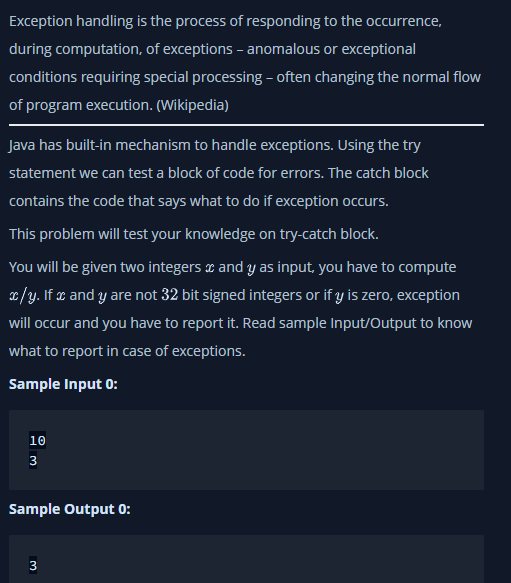 Exception handling is the process of responding to the occurrence,
during computation, of exceptions – anomalous or exceptional
conditions requiring special processing – often changing the normal flow
of program execution. (Wikipedia)
Java has built-in mechanism to handle exceptions. Using the try
statement we can test a block of code for errors. The catch block
contains the code that says what to do if exception occurs.
This problem will test your knowledge on try-catch block.
You will be given two integers x and y as input, you have to compute
x/y. If x and y are not 32 bit signed integers or if y is zero, exception
will occur and you have to report it. Read sample Input/Output to know
what to report in case of exceptions.
Sample Input 0:
10
3
Sample Output 0:
3